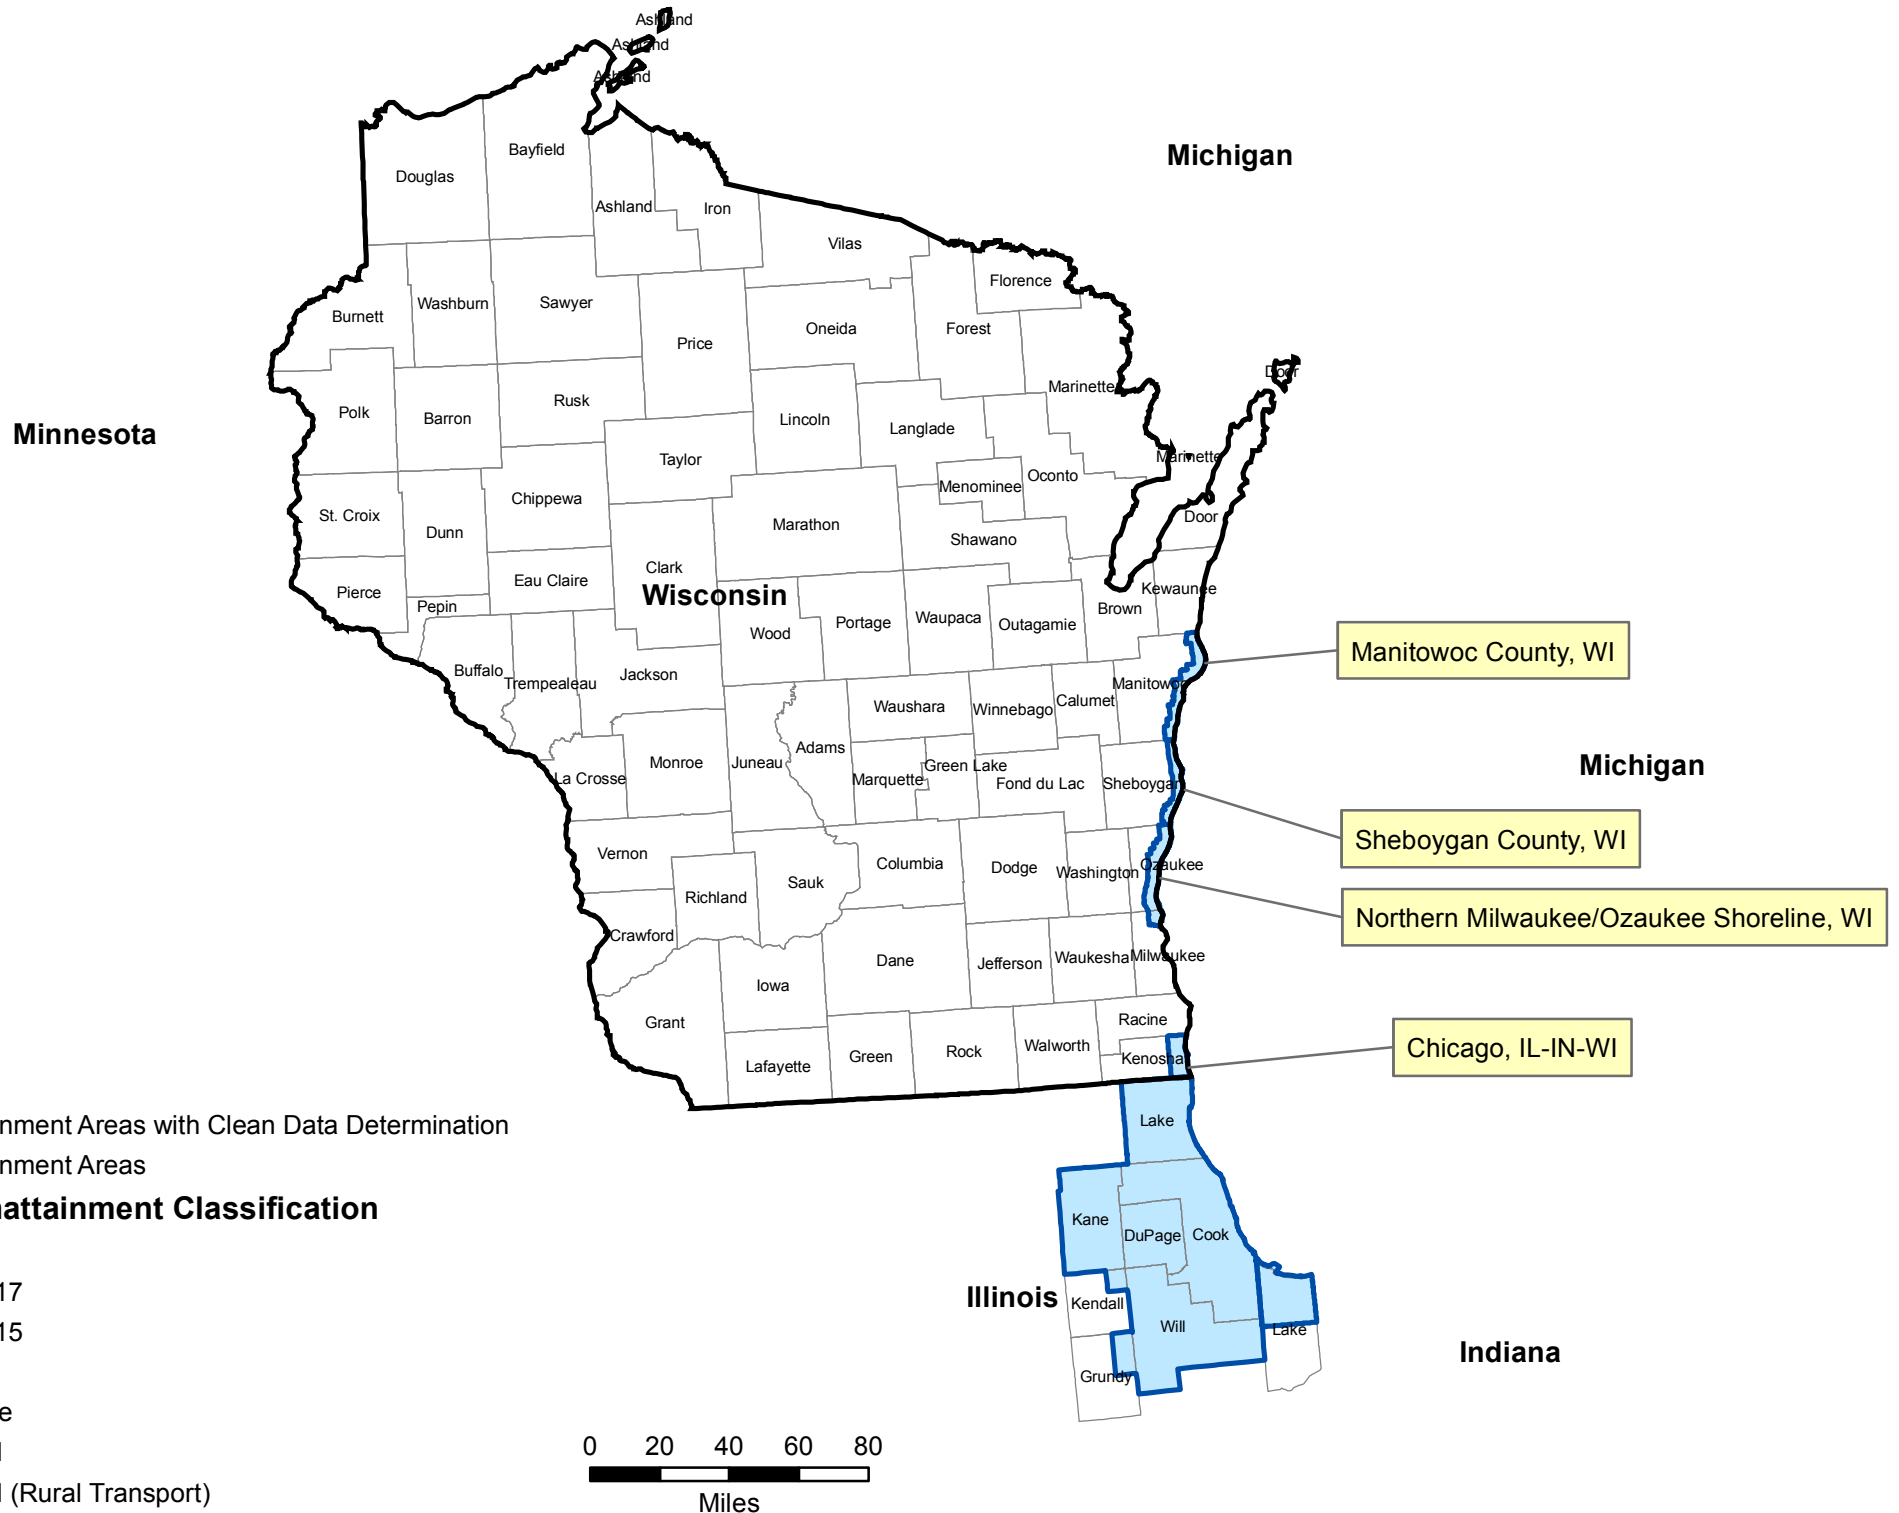 Ashland
Ashland
Ashland
Michigan
Bayfield
Douglas
Ashland
Iron
Vilas
Florence
Washburn
Sawyer
Burnett
Oneida
Forest
Price
Door
Marinette
Rusk
Polk
Barron
Lincoln
Langlade
Minnesota
Taylor
Marinette
Oconto
Menominee
Chippewa
St. Croix
Door
Marathon
Dunn
Shawano
Clark
Eau Claire
Kewaunee
Pierce
Wisconsin
Pepin
Brown
Waupaca
Portage
Outagamie
Wood
Manitowoc County, WI
Buffalo
Jackson
Trempealeau
Manitowoc
Calumet
Waushara
Winnebago
Adams
Monroe
Juneau
Green Lake
Michigan
La Crosse
Marquette
Fond du Lac
Sheboygan
Sheboygan County, WI
Vernon
Columbia
Dodge
Ozaukee
Washington
Sauk
Richland
Northern Milwaukee/Ozaukee Shoreline, WI
Crawford
Dane
Waukesha
Milwaukee
Jefferson
Iowa
Grant
Racine
Walworth
Chicago, IL-IN-WI
Rock
Green
Kenosha
Lafayette
Lake
nment Areas with Clean Data Determination
nment Areas
attainment Classification
Kane
DuPage
Cook
17
Illinois
Kendall
15
Will
Lake
Indiana
Grundy
e
(Rural Transport)
0 20 40 60 80
Miles